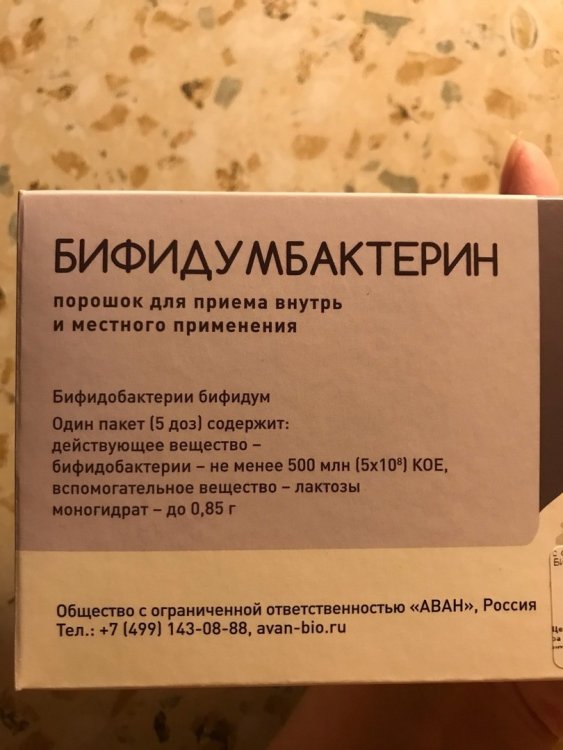 БИФИДУМБАКТЕРИН
порошок для приема внутрь
и местного применения
Бифидобактерии бифидум
Один пакет (5 доз) содержит:
действующее вещество –
бифидобактерии – не менее 500 млн (5x10⁸) КОЕ,
вспомогательное вещество – лактозы
моногидрат – до 0,85 г
Общество с ограниченной ответственностью «АВАН», Россия
Тел.: +7 (499) 143-08-88, avan-bio.ru